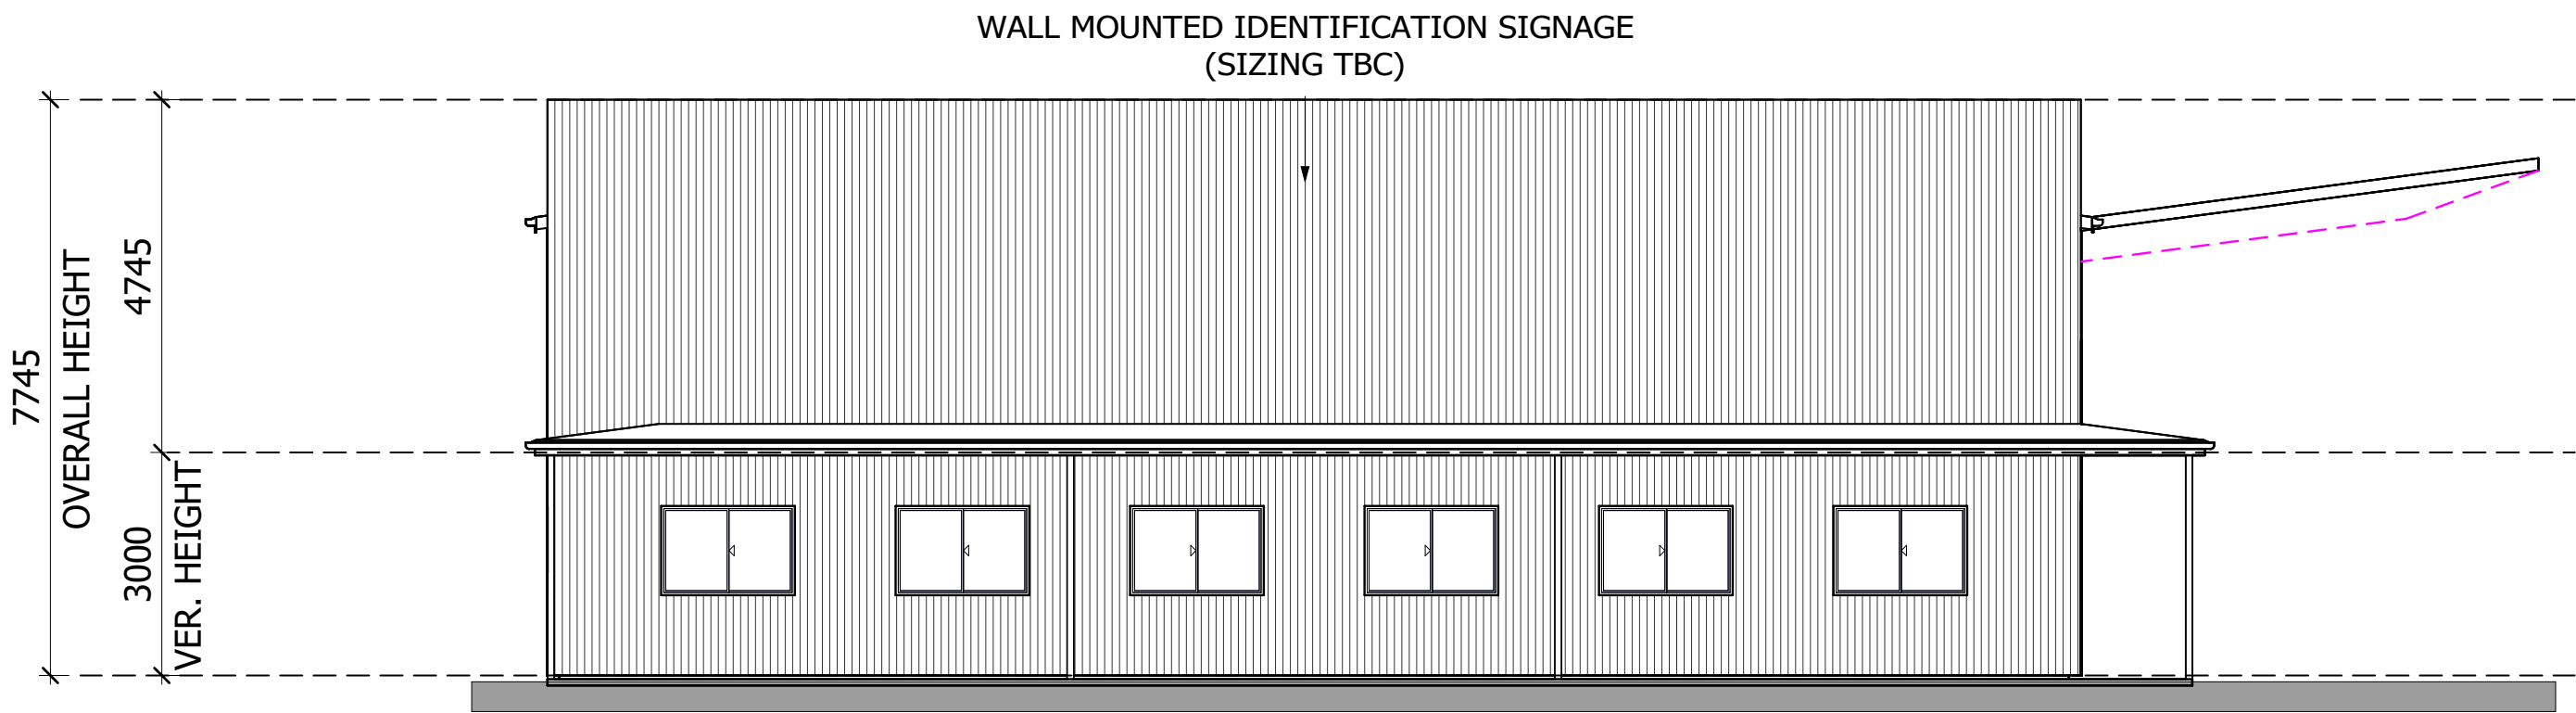 WALL MOUNTED IDENTIFICATION SIGNAGE
(SIZING TBC)
7745
OVERALL HEIGHT
4745
3000
VER. HEIGHT